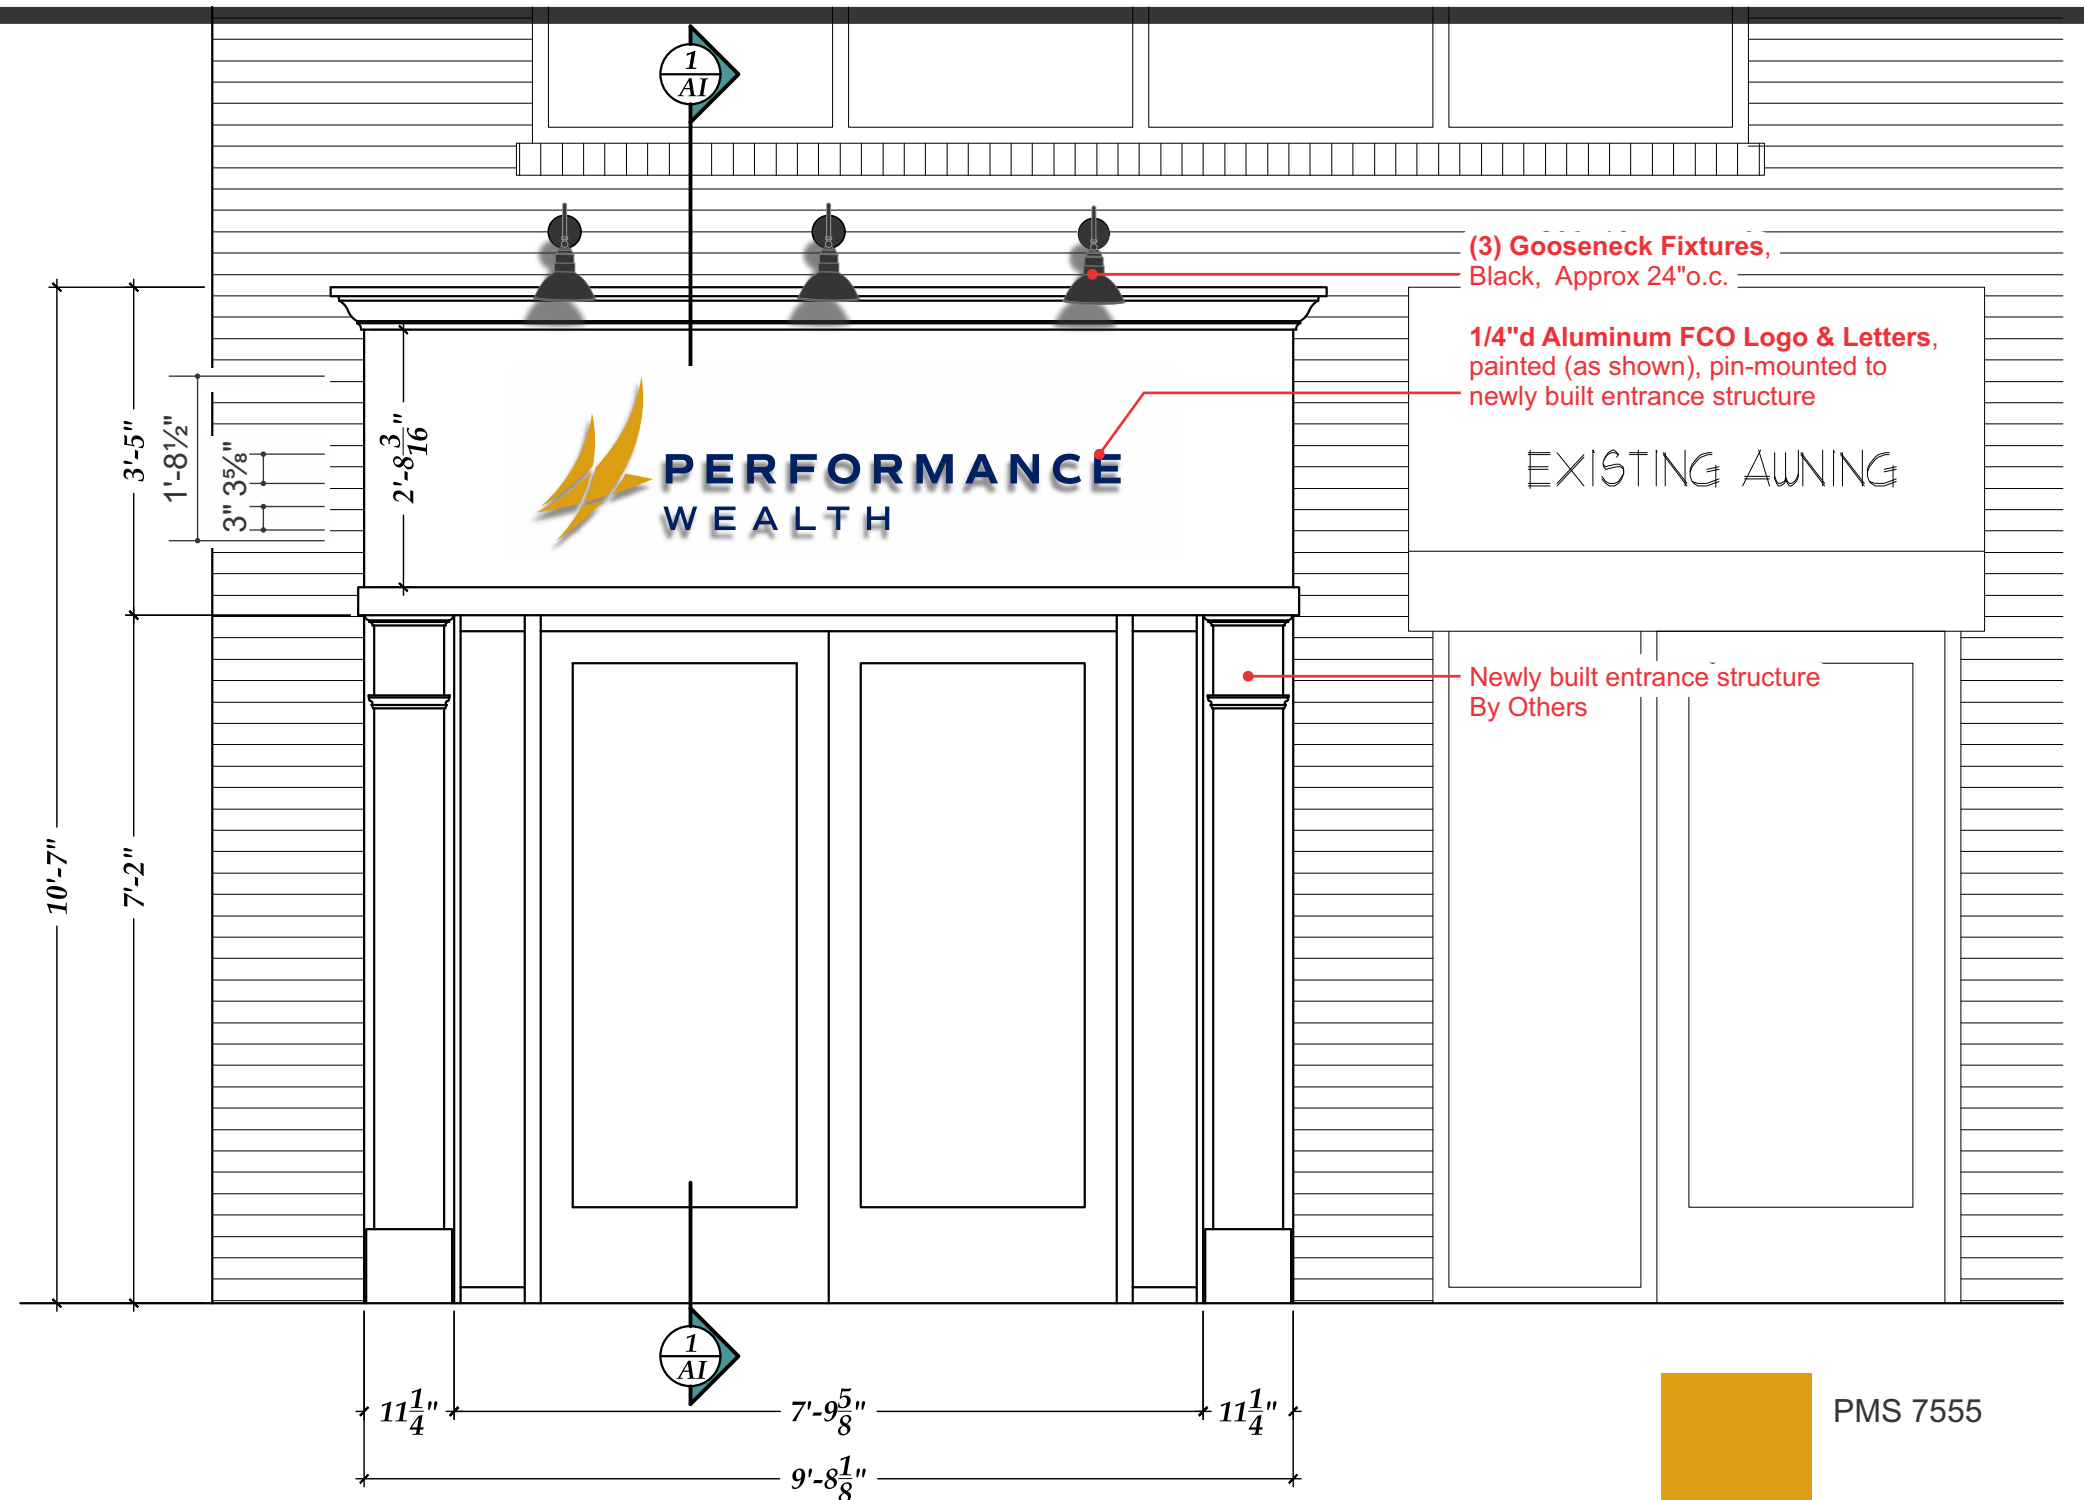 1
AI
(3) Gooseneck Fixtures,
Black, Approx 24"o.c.
1/4"d Aluminum FCO Logo & Letters,
painted (as shown), pin-mounted to
newly built entrance structure
3'-5"
1'-8½"
3" 3⅝"
2'-8 3/16"
PERFORMANCE
WEALTH
EXISTING AWNING
Newly built entrance structure
By Others
10'-7"
7'-2"
1
AI
11 1/4"
7'-9 5/8"
11 1/4"
9'-8 1/8"
PMS 7555